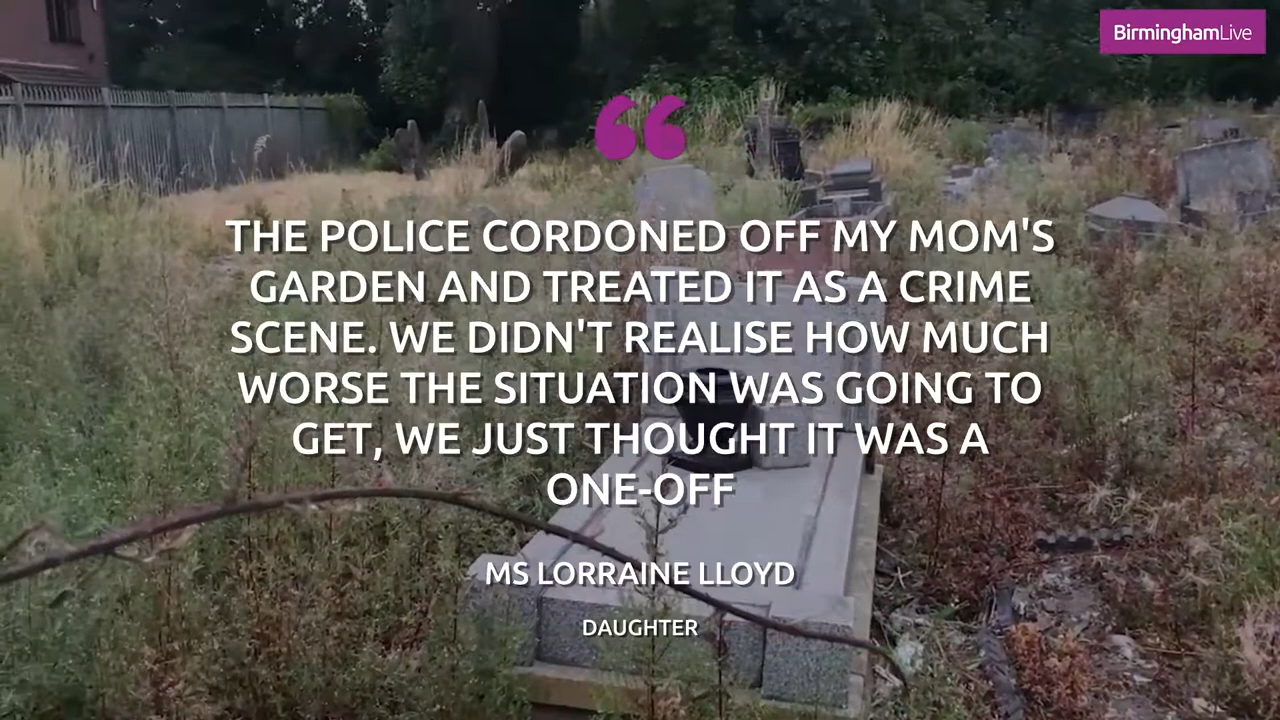 BirminghamLive
“
THE POLICE CORDONED OFF MY MOM'S
GARDEN AND TREATED IT AS A CRIME
SCENE. WE DIDN'T REALISE HOW MUCH
WORSE THE SITUATION WAS GOING TO
GET, WE JUST THOUGHT IT WAS A
ONE-OFF
MS LORRAINE LLOYD
DAUGHTER